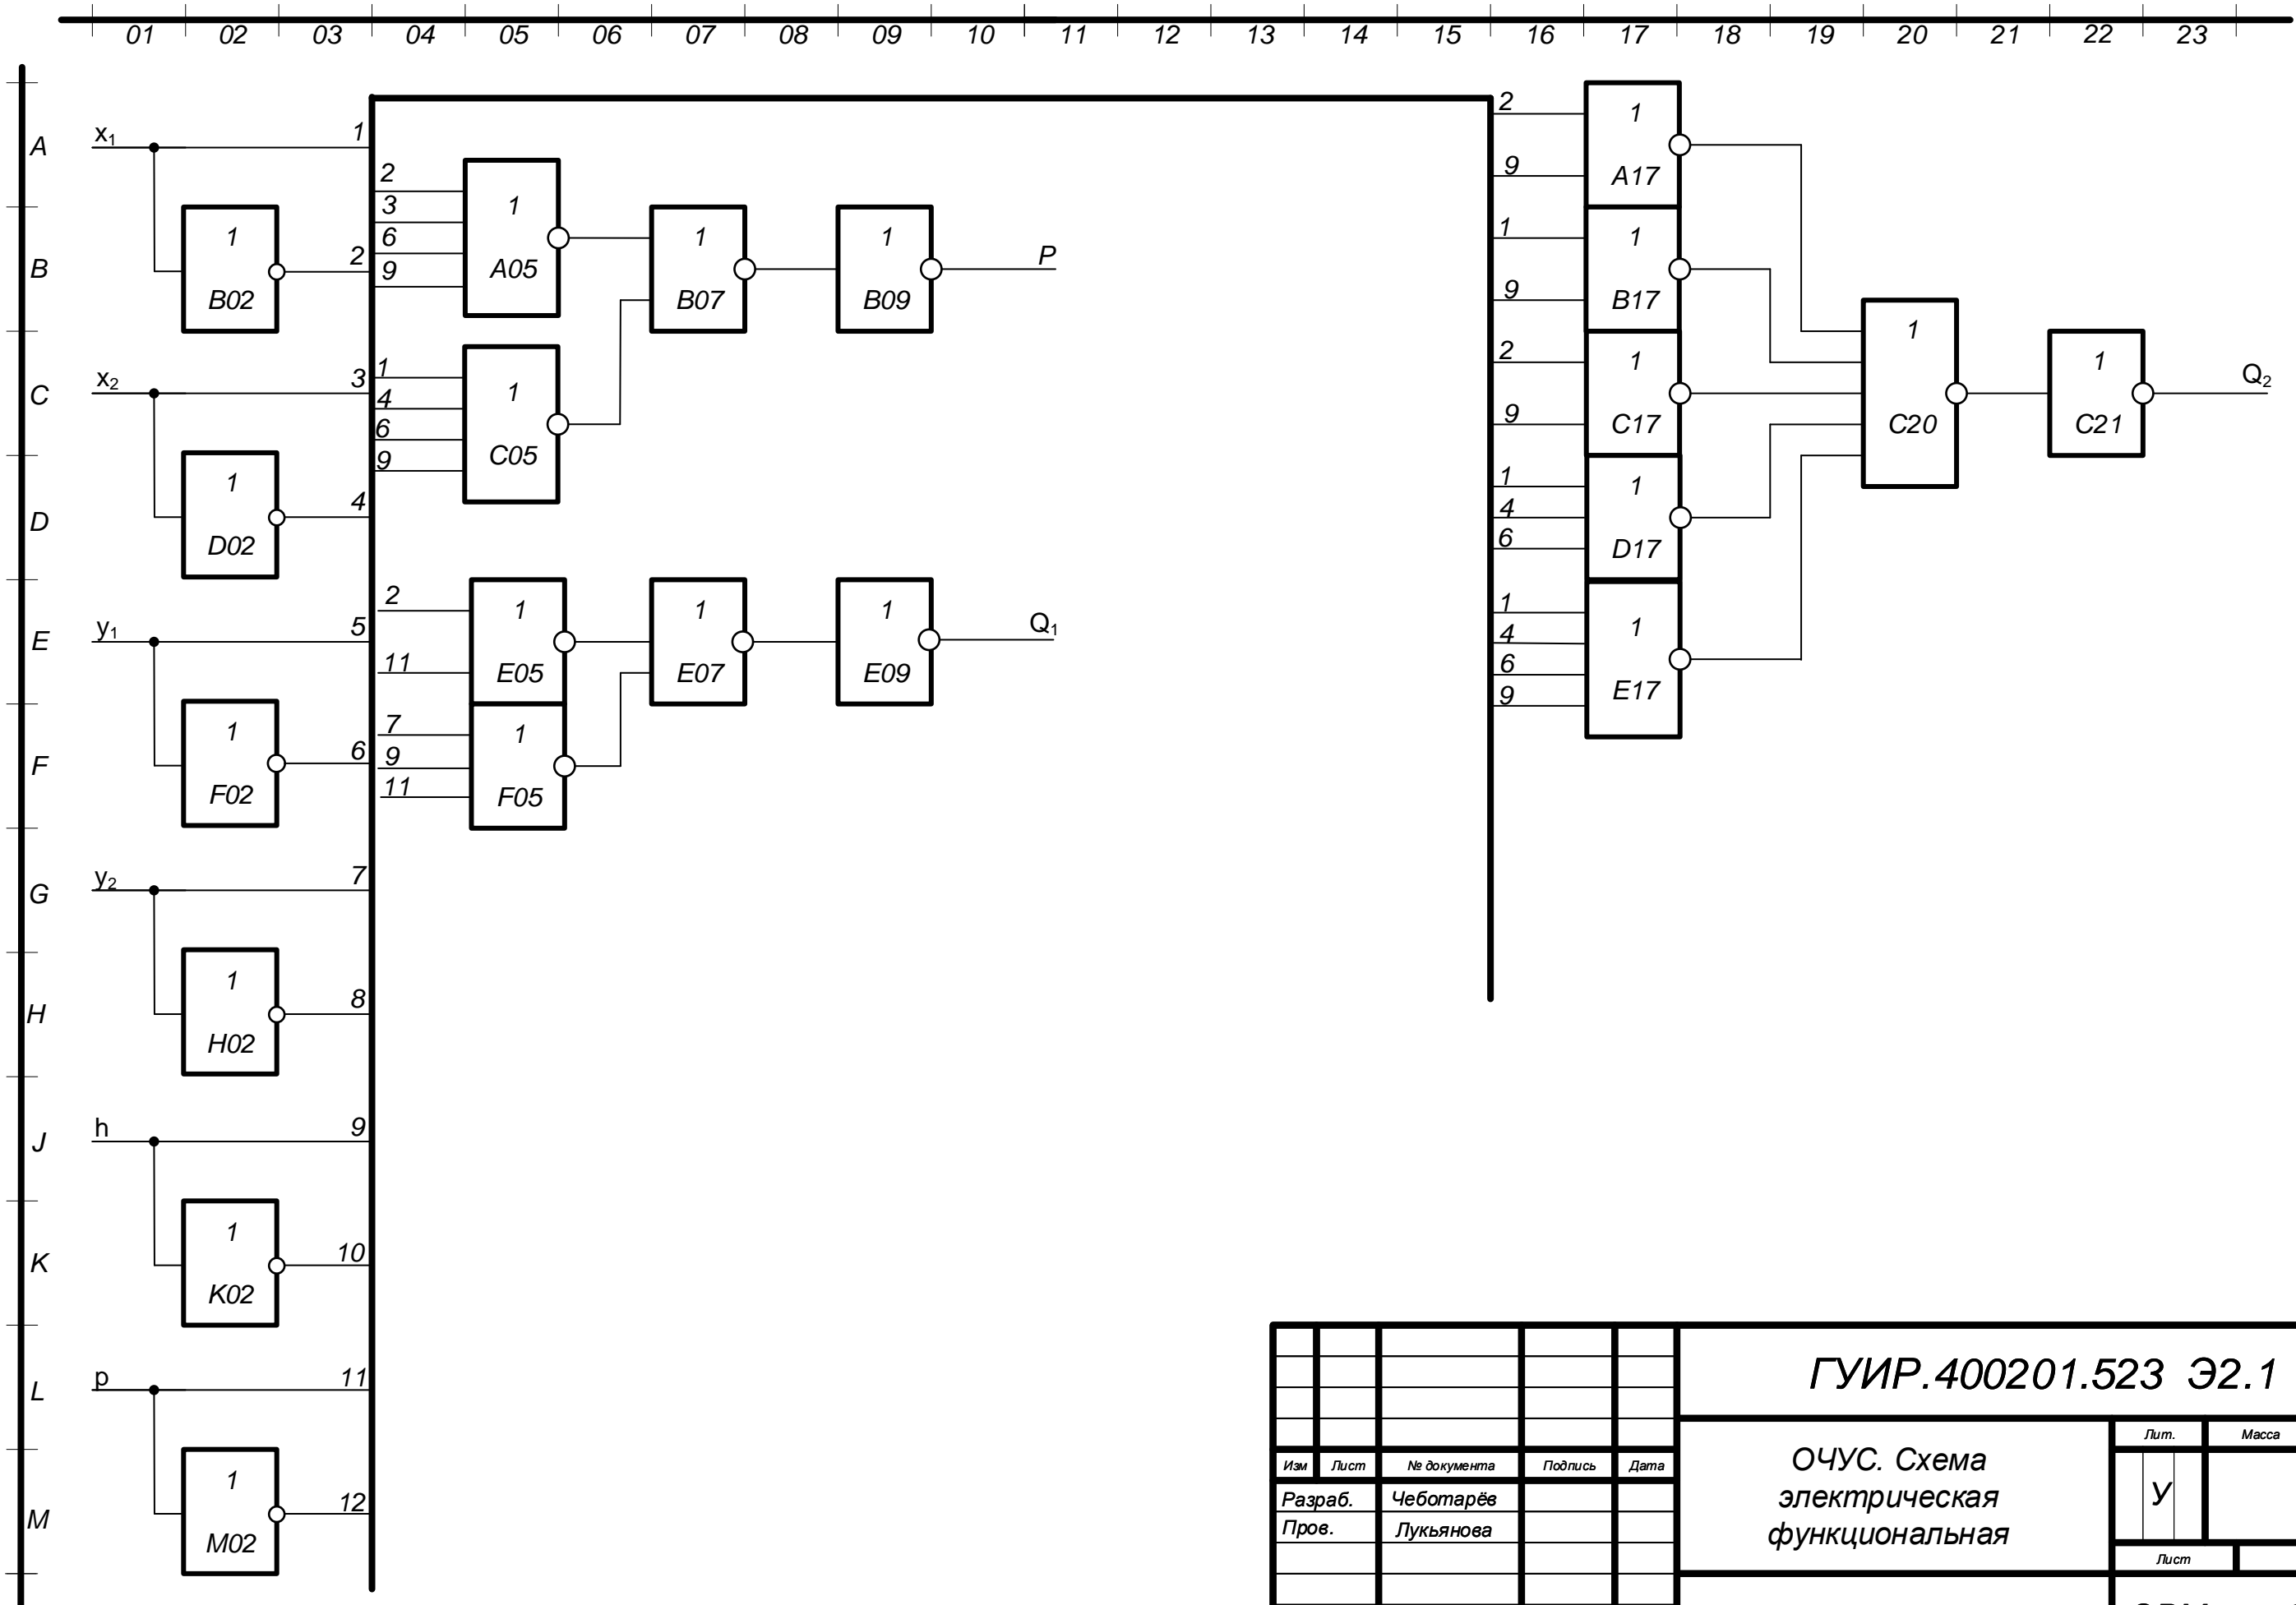 01 02 03 04 05 06 07 08 09 10 11 12 13 14 15 16 17 18 19 20 21 22 23
A
B
C
D
E
F
G
H
J
K
L
M
x1
1
1
B02
2
x2
3
1
D02
4
y1
5
1
F02
6
y2
7
1
H02
8
h
9
1
K02
10
p
11
1
M02
12
2
3
6
9
1
A05
1
4
6
9
1
C05
1
B07
1
B09
P
2
11
1
E05
7
9
11
1
F05
1
E07
1
E09
Q1
2
9
1
A17
1
9
1
B17
2
9
1
C17
1
4
6
1
D17
1
4
6
9
1
E17
1
C20
1
C21
Q2
ГУИР.400201.523 Э2.1
ОЧУС. Схема
электрическая
функциональная
Лит.
Масса
У
Лист
Изм Лист № документа Подпись Дата
Разраб. Чеботарёв
Пров. Лукьянова